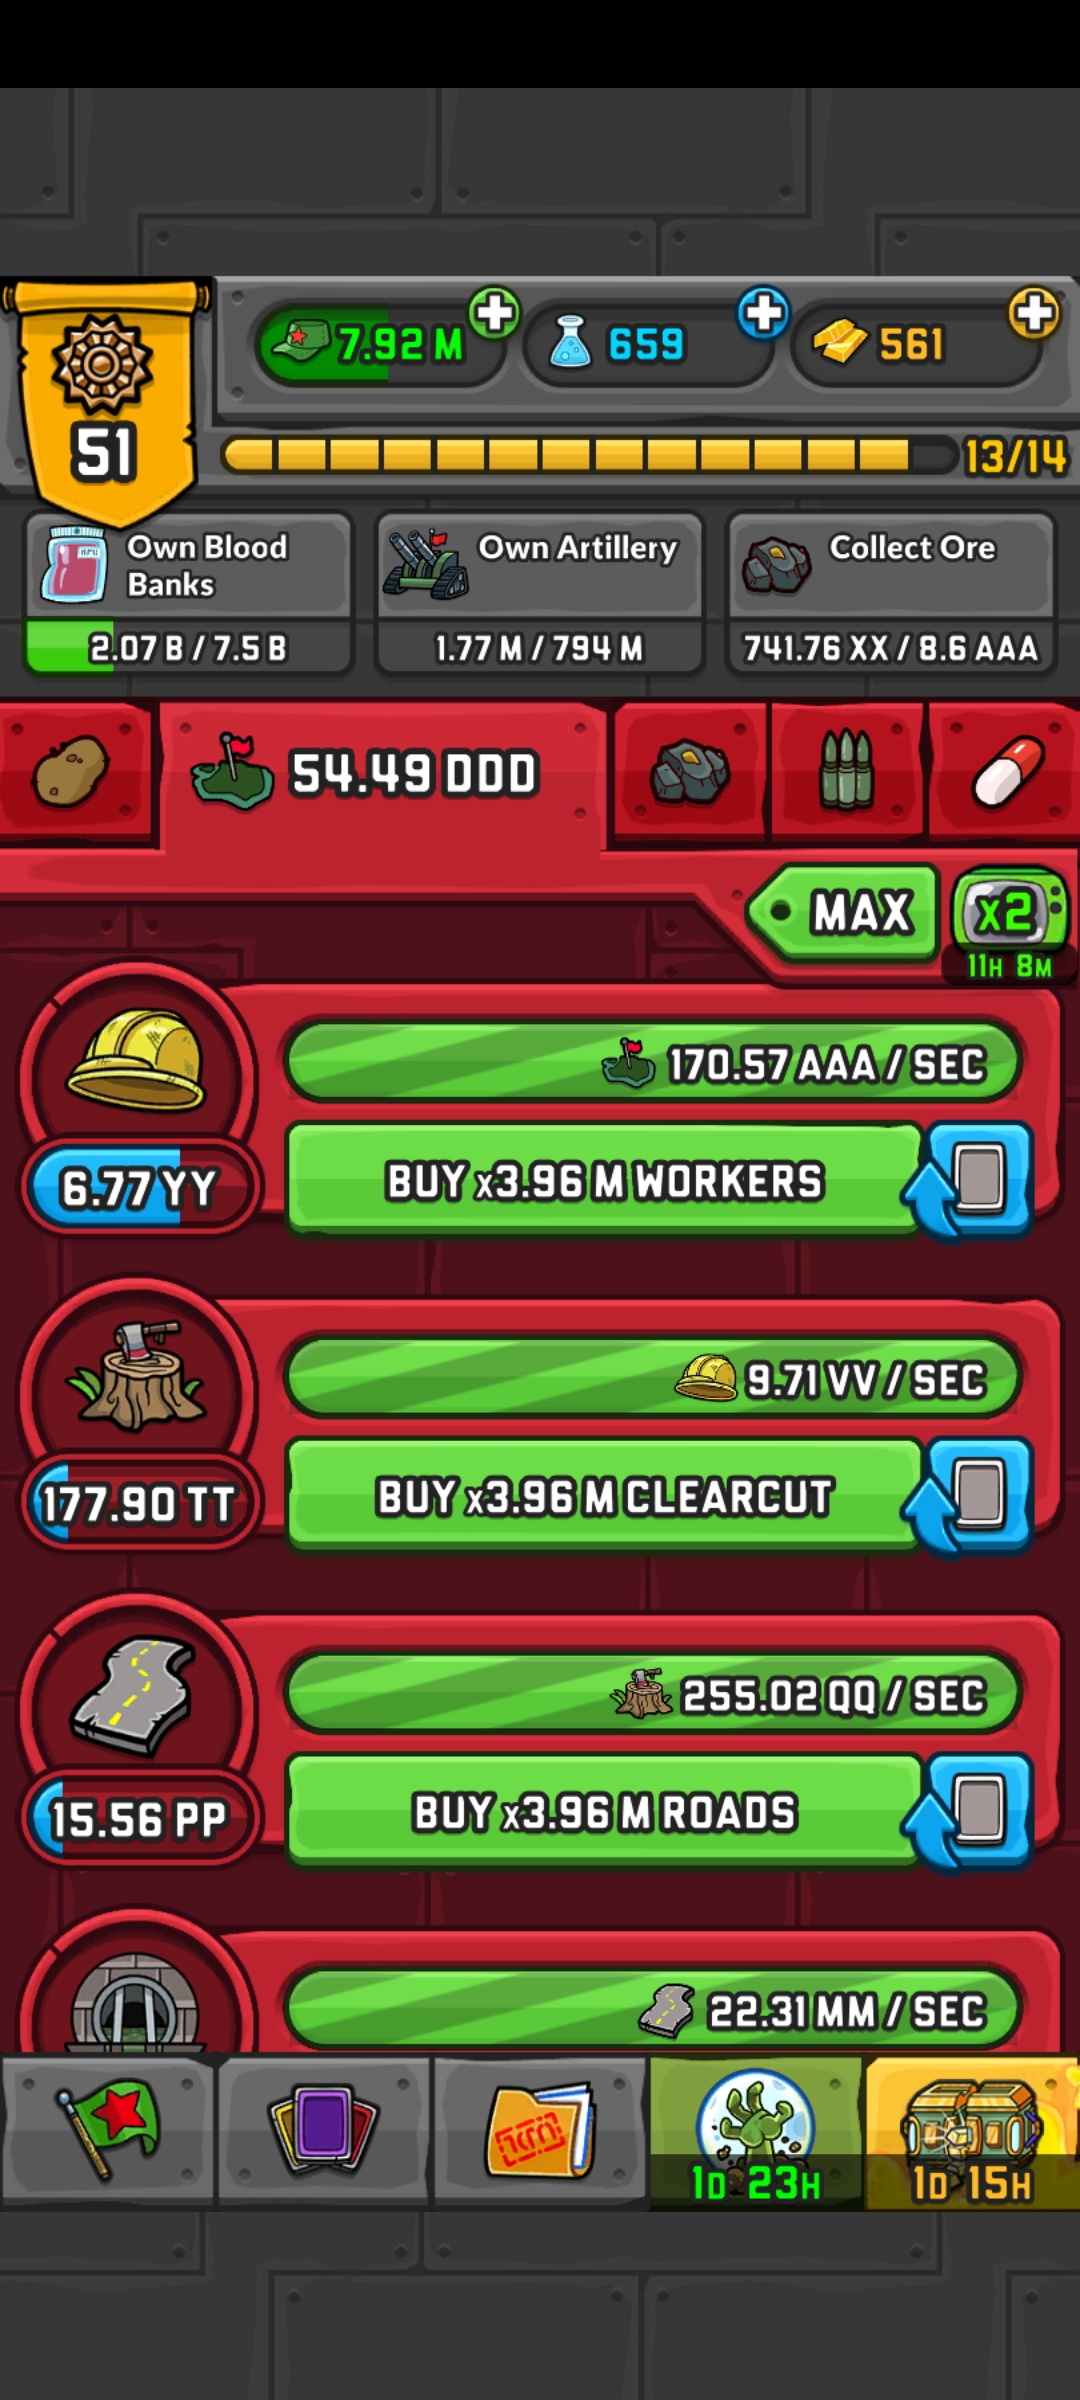 7.92 M
659
561
51
13/14
Own Blood
Banks
2.07 B / 7.5 B
Own Artillery
1.77 M / 794 M
Collect Ore
741.76 XX / 8.6 AAA
54.49 DDD
MAX
x2
11H 8M
170.57 AAA / SEC
6.77 YY
BUY x3.96 M WORKERS
9.71 VV / SEC
177.90 TT
BUY x3.96 M CLEARCUT
255.02 QQ / SEC
15.56 PP
BUY x3.96 M ROADS
22.31 MM / SEC
1D 23H
1D 15H